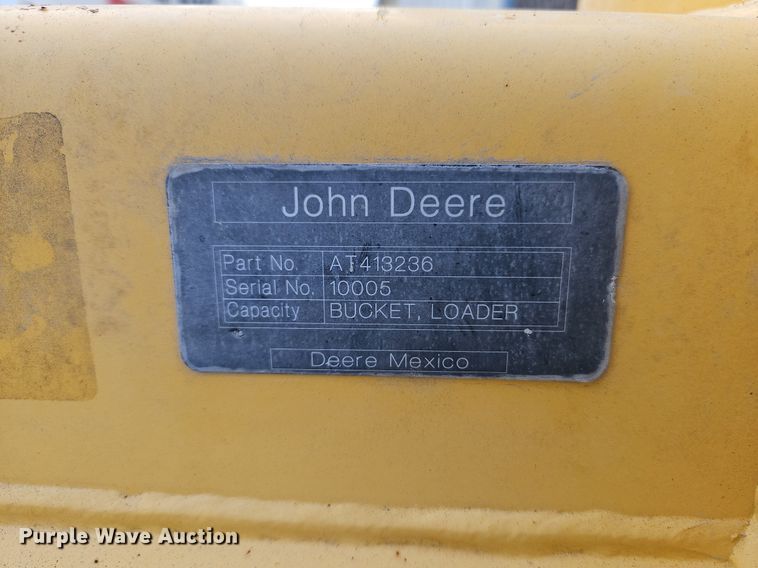 John Deere
Part No. AT413236
Serial No. 10005
Capacity BUCKET, LOADER
Deere Mexico
Purple Wave Auction